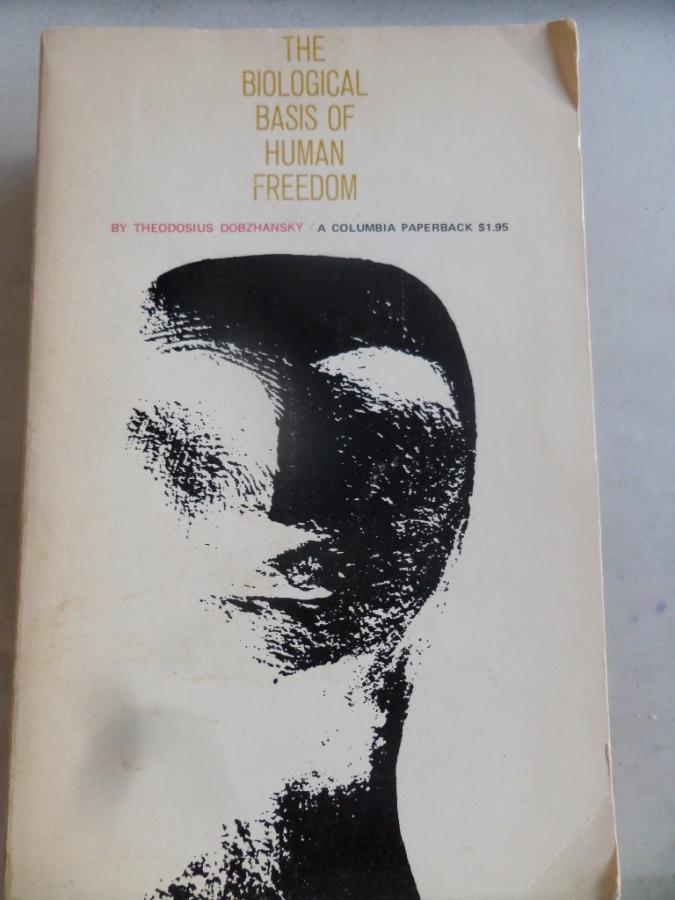 THE
BIOLOGICAL
BASIS OF
HUMAN
FREEDOM
BY THEODOSIUS DOBZHANSKY / A COLUMBIA PAPERBACK $1.95